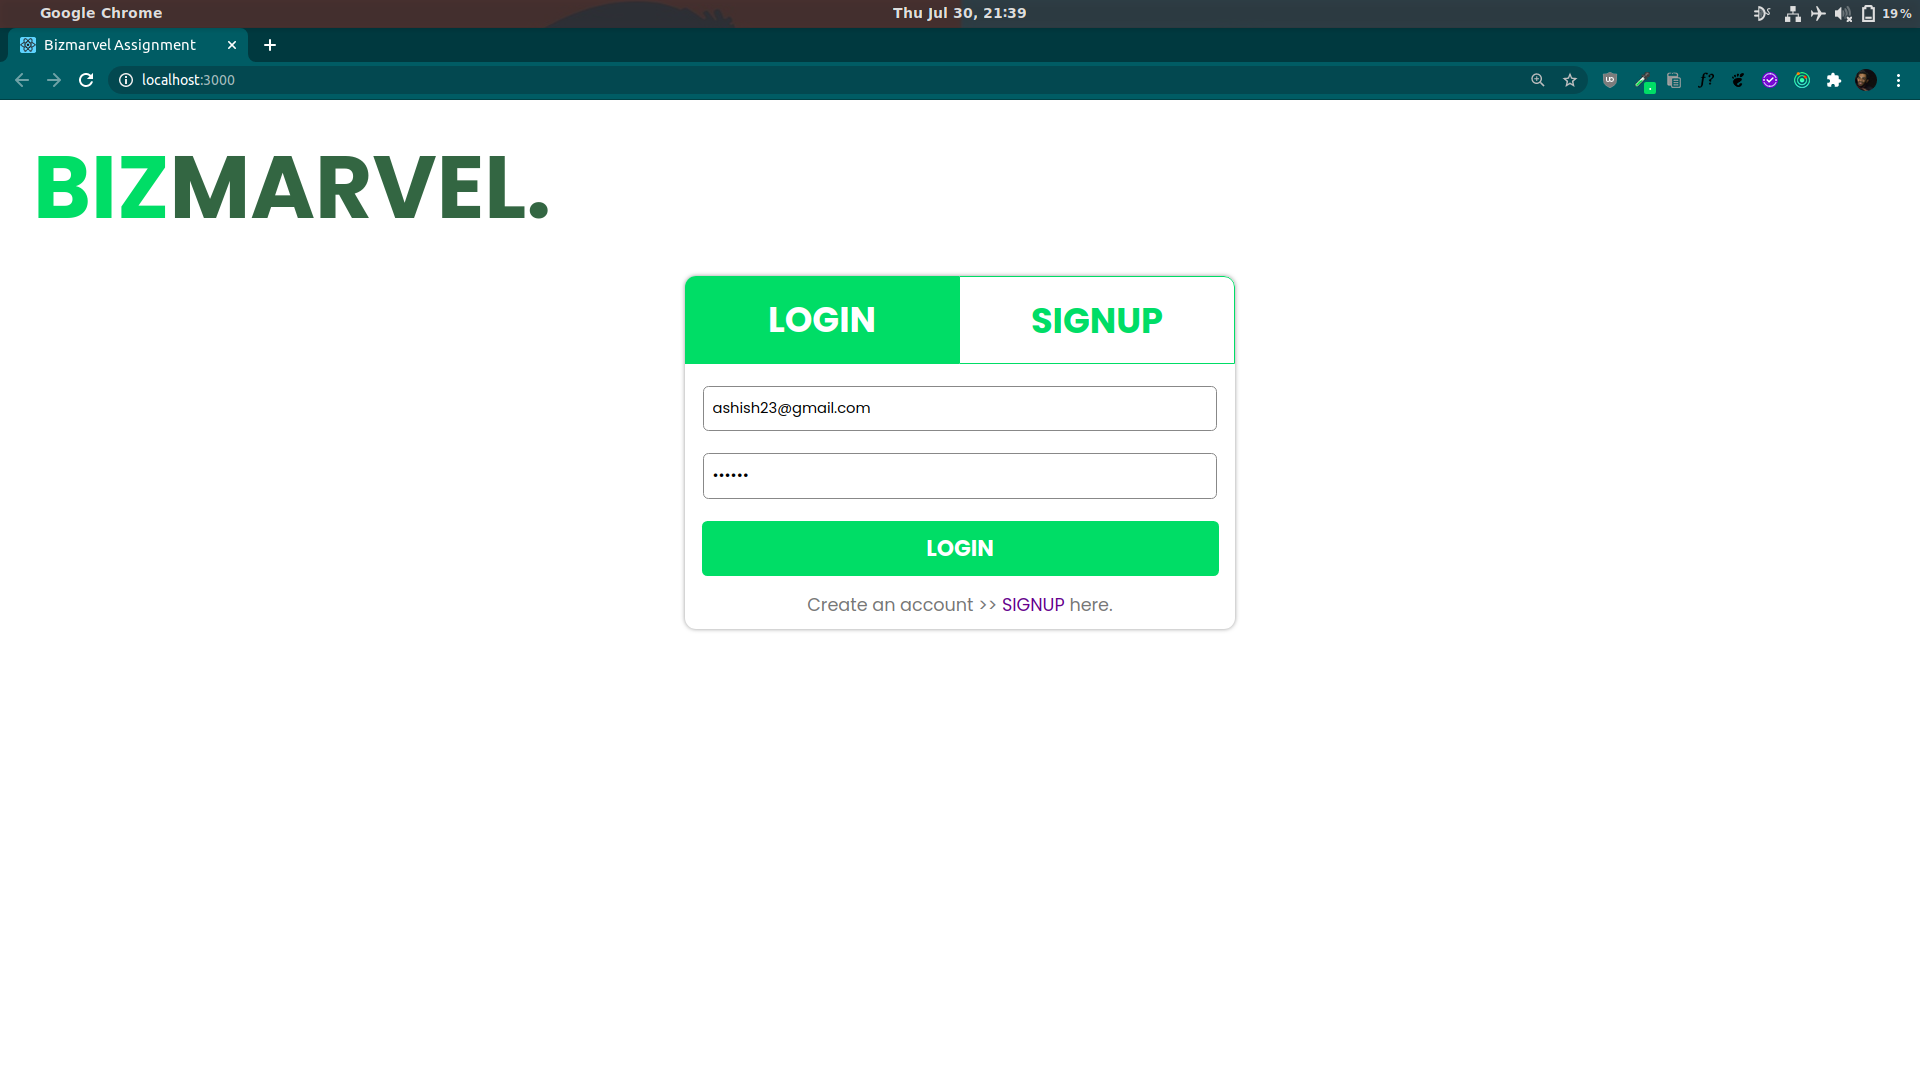 Google Chrome
Thu Jul 30, 21:39
19%
Bizmarvel Assignment
localhost:3000
f?
BIZMARVEL.
LOGIN
SIGNUP
ashish23@gmail.com
••••••
LOGIN
Create an account >> SIGNUP here.